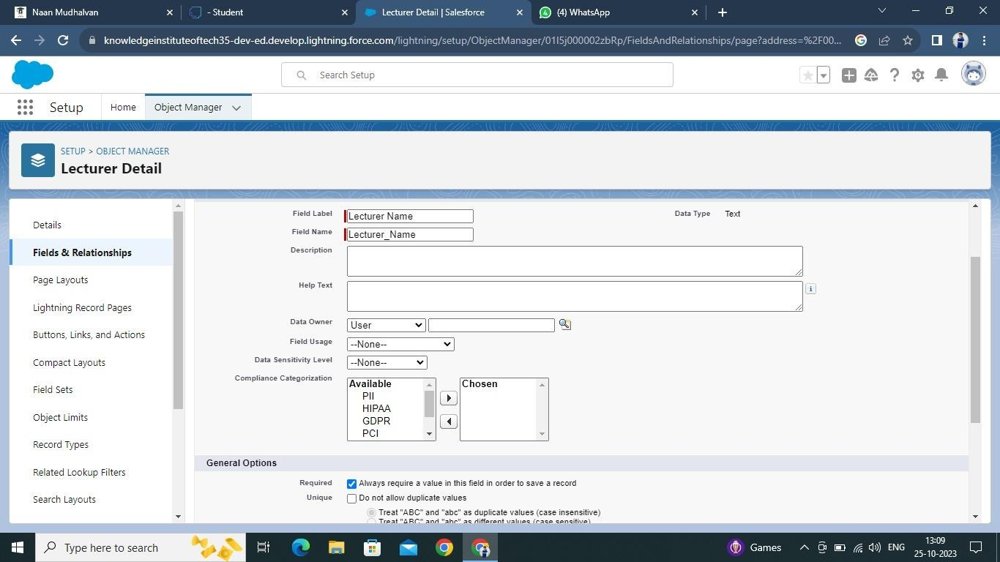 Naan Mudhalvan
- Student
Lecturer Detail | Salesforce
(4) WhatsApp
knowledgeinstituteoftech35-dev-ed.develop.lightning.force.com/lightning/setup/ObjectManager/01I5j000002zbRp/FieldsAndRelationships/page?address=%2F00...
Search Setup
Setup
Home
Object Manager
SETUP > OBJECT MANAGER
Lecturer Detail
Details
Fields & Relationships
Page Layouts
Lightning Record Pages
Buttons, Links, and Actions
Compact Layouts
Field Sets
Object Limits
Record Types
Related Lookup Filters
Search Layouts
Field Label Lecturer Name Data Type Text
Field Name Lecturer_Name
Description
Help Text
Data Owner User
Field Usage --None--
Data Sensitivity Level --None--
Compliance Categorization
Available Chosen
PII
HIPAA
GDPR
PCI
General Options
Required Always require a value in this field in order to save a record
Unique Do not allow duplicate values
Treat "ABC" and "abc" as duplicate values (case insensitive)
Treat "ABC" and "abc" as different values (case sensitive)
Type here to search
Games
ENG
13:09
25-10-2023